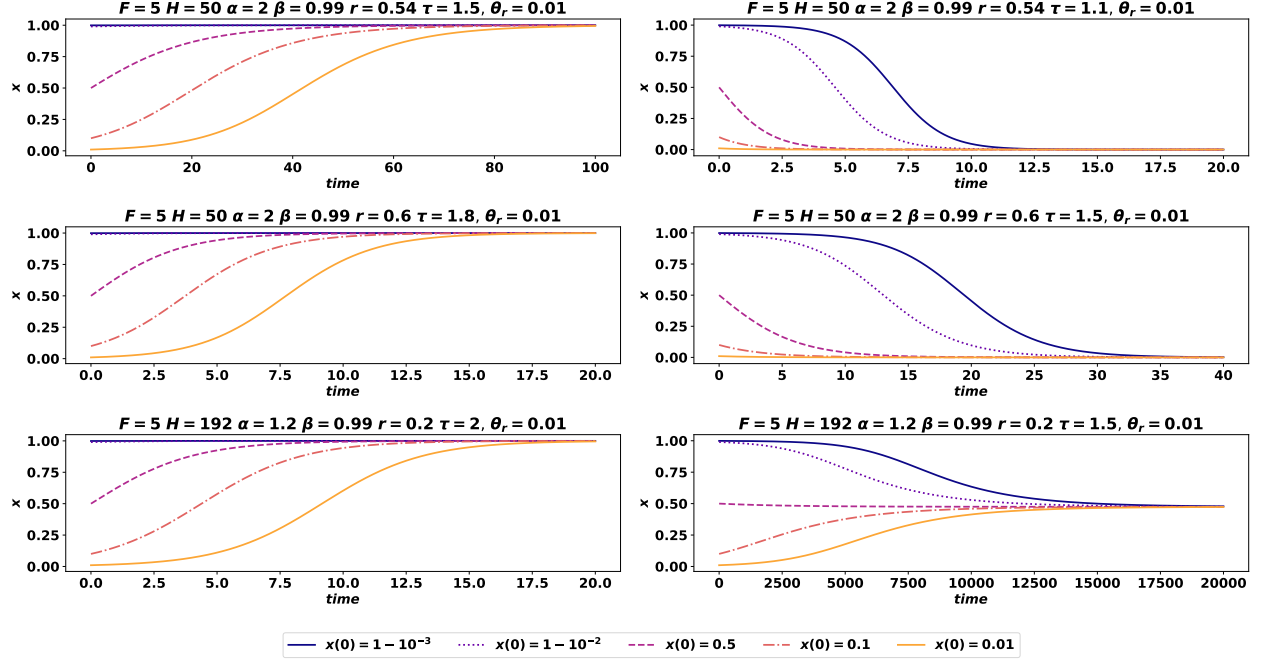 F = 5 H = 50 α = 2 β = 0.99 r = 0.54 τ = 1.5, θ_r = 0.01
1.00
0.75
0.50
0.25
0.00
x
0 20 40 60 80 100
time
F = 5 H = 50 α = 2 β = 0.99 r = 0.54 τ = 1.1, θ_r = 0.01
1.00
0.75
0.50
0.25
0.00
x
0.0 2.5 5.0 7.5 10.0 12.5 15.0 17.5 20.0
time
F = 5 H = 50 α = 2 β = 0.99 r = 0.6 τ = 1.8, θ_r = 0.01
1.00
0.75
0.50
0.25
0.00
x
0.0 2.5 5.0 7.5 10.0 12.5 15.0 17.5 20.0
time
F = 5 H = 50 α = 2 β = 0.99 r = 0.6 τ = 1.5, θ_r = 0.01
1.00
0.75
0.50
0.25
0.00
x
0 5 10 15 20 25 30 35 40
time
F = 5 H = 192 α = 1.2 β = 0.99 r = 0.2 τ = 2, θ_r = 0.01
1.00
0.75
0.50
0.25
0.00
x
0.0 2.5 5.0 7.5 10.0 12.5 15.0 17.5 20.0
time
F = 5 H = 192 α = 1.2 β = 0.99 r = 0.2 τ = 1.5, θ_r = 0.01
1.00
0.75
0.50
0.25
0.00
x
0 2500 5000 7500 10000 12500 15000 17500 20000
time
x(0) = 1 − 10⁻³ x(0) = 1 − 10⁻² x(0) = 0.5 x(0) = 0.1 x(0) = 0.01